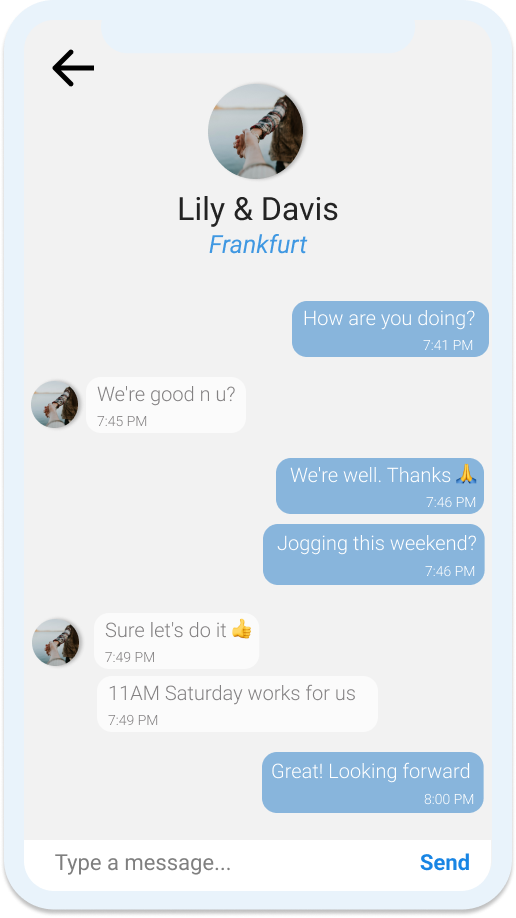 Lily & Davis
Frankfurt
How are you doing?
7:41 PM
We're good n u?
7:45 PM
We're well. Thanks 🙏
7:46 PM
Jogging this weekend?
7:46 PM
Sure let's do it 👍
7:49 PM
11AM Saturday works for us
7:49 PM
Great! Looking forward
8:00 PM
Type a message... Send